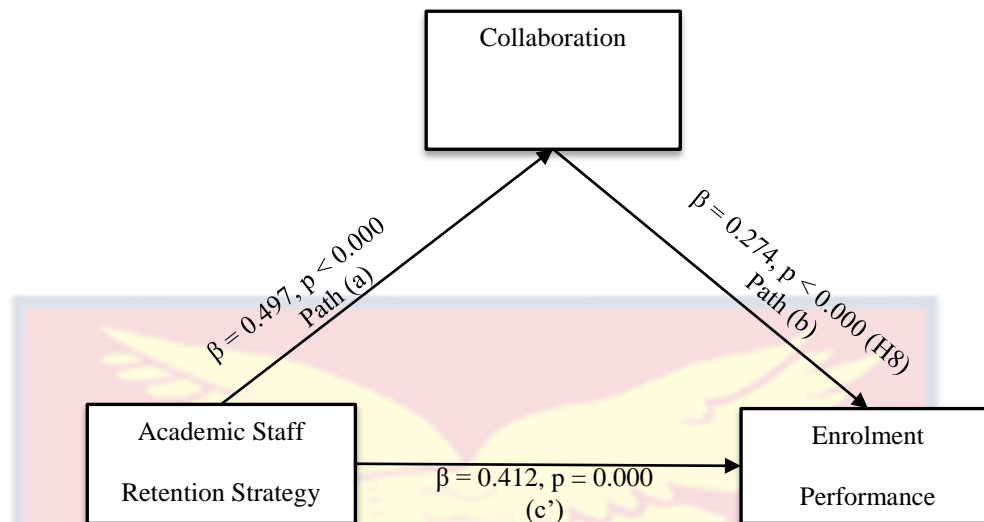 Collaboration
β = 0.497, p < 0.000
Path (a)
β = 0.274, p < 0.000 (H8)
Path (b)
Academic Staff
Retention Strategy
β = 0.412, p = 0.000
(c’)
Enrolment
Performance